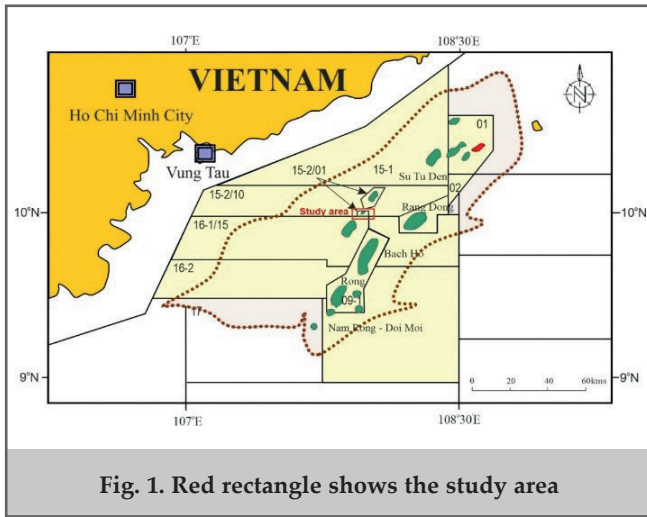 107°E
108°30'E
VIETNAM
N
Ho Chi Minh City
01
Vung Tau
15-2/01
15-1
Su Tu Den
15-2/10
02
10°N
Study area
Rang Dong
10°N
16-1/15
Bach Ho
16-2
Rong
09-1
17
Nam Rong - Doi Moi
9°N
0 20 40 60kms
9°N
107°E
108°30'E
Fig. 1. Red rectangle shows the study area